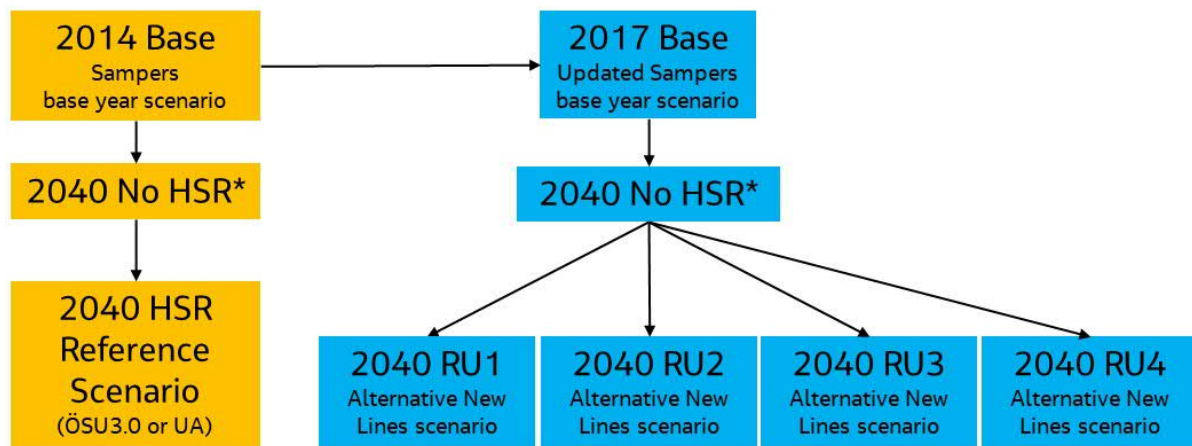 2014 Base
Sampers
base year scenario
2017 Base
Updated Sampers
base year scenario
2040 No HSR*
2040 No HSR*
2040 HSR
Reference
Scenario
(ÖSU3.0 or UA)
2040 RU1
Alternative New
Lines scenario
2040 RU2
Alternative New
Lines scenario
2040 RU3
Alternative New
Lines scenario
2040 RU4
Alternative New
Lines scenario